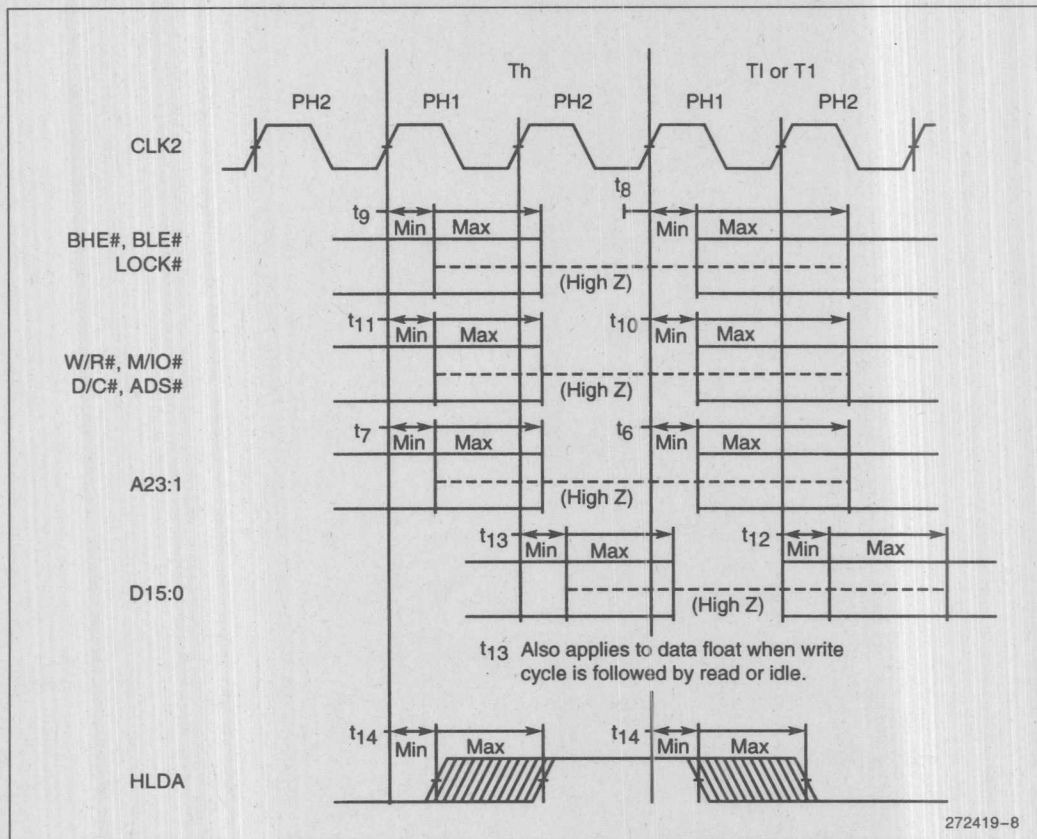 Th TI or T1
PH2 PH1 PH2 PH1 PH2
CLK2
t9 Min Max t8 Min Max
BHE#, BLE#
LOCK#
(High Z)
t11 Min Max t10 Min Max
W/R#, M/IO#
D/C#, ADS#
(High Z)
t7 Min Max t6 Min Max
A23:1
(High Z)
t13 Min Max t12 Min Max
D15:0
(High Z)
t13 Also applies to data float when write
cycle is followed by read or idle.
t14 Min Max t14 Min Max
HLDA
272419–8